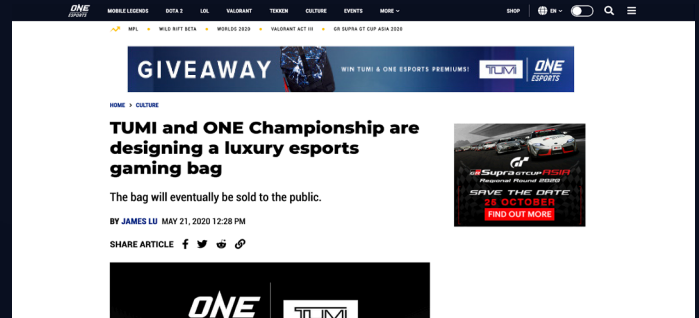 ONE ESPORTS MOBILE LEGENDS DOTA 2 LOL VALORANT TEKKEN CULTURE EVENTS MORE SHOP EN
MPL WILD RIFT BETA WORLDS 2020 VALORANT ACT III GR SUPRA GT CUP ASIA 2020
GIVEAWAY WIN TUMI & ONE ESPORTS PREMIUMS! TUMI ONE ESPORTS
HOME > CULTURE
TUMI and ONE Championship are
designing a luxury esports
gaming bag
The bag will eventually be sold to the public.
BY JAMES LU MAY 21, 2020 12:28 PM
SHARE ARTICLE
GR
GR Supra GT CUP ASIA
Regional Round 2020
SAVE THE DATE
25 OCTOBER
FIND OUT MORE
ONE TUMI